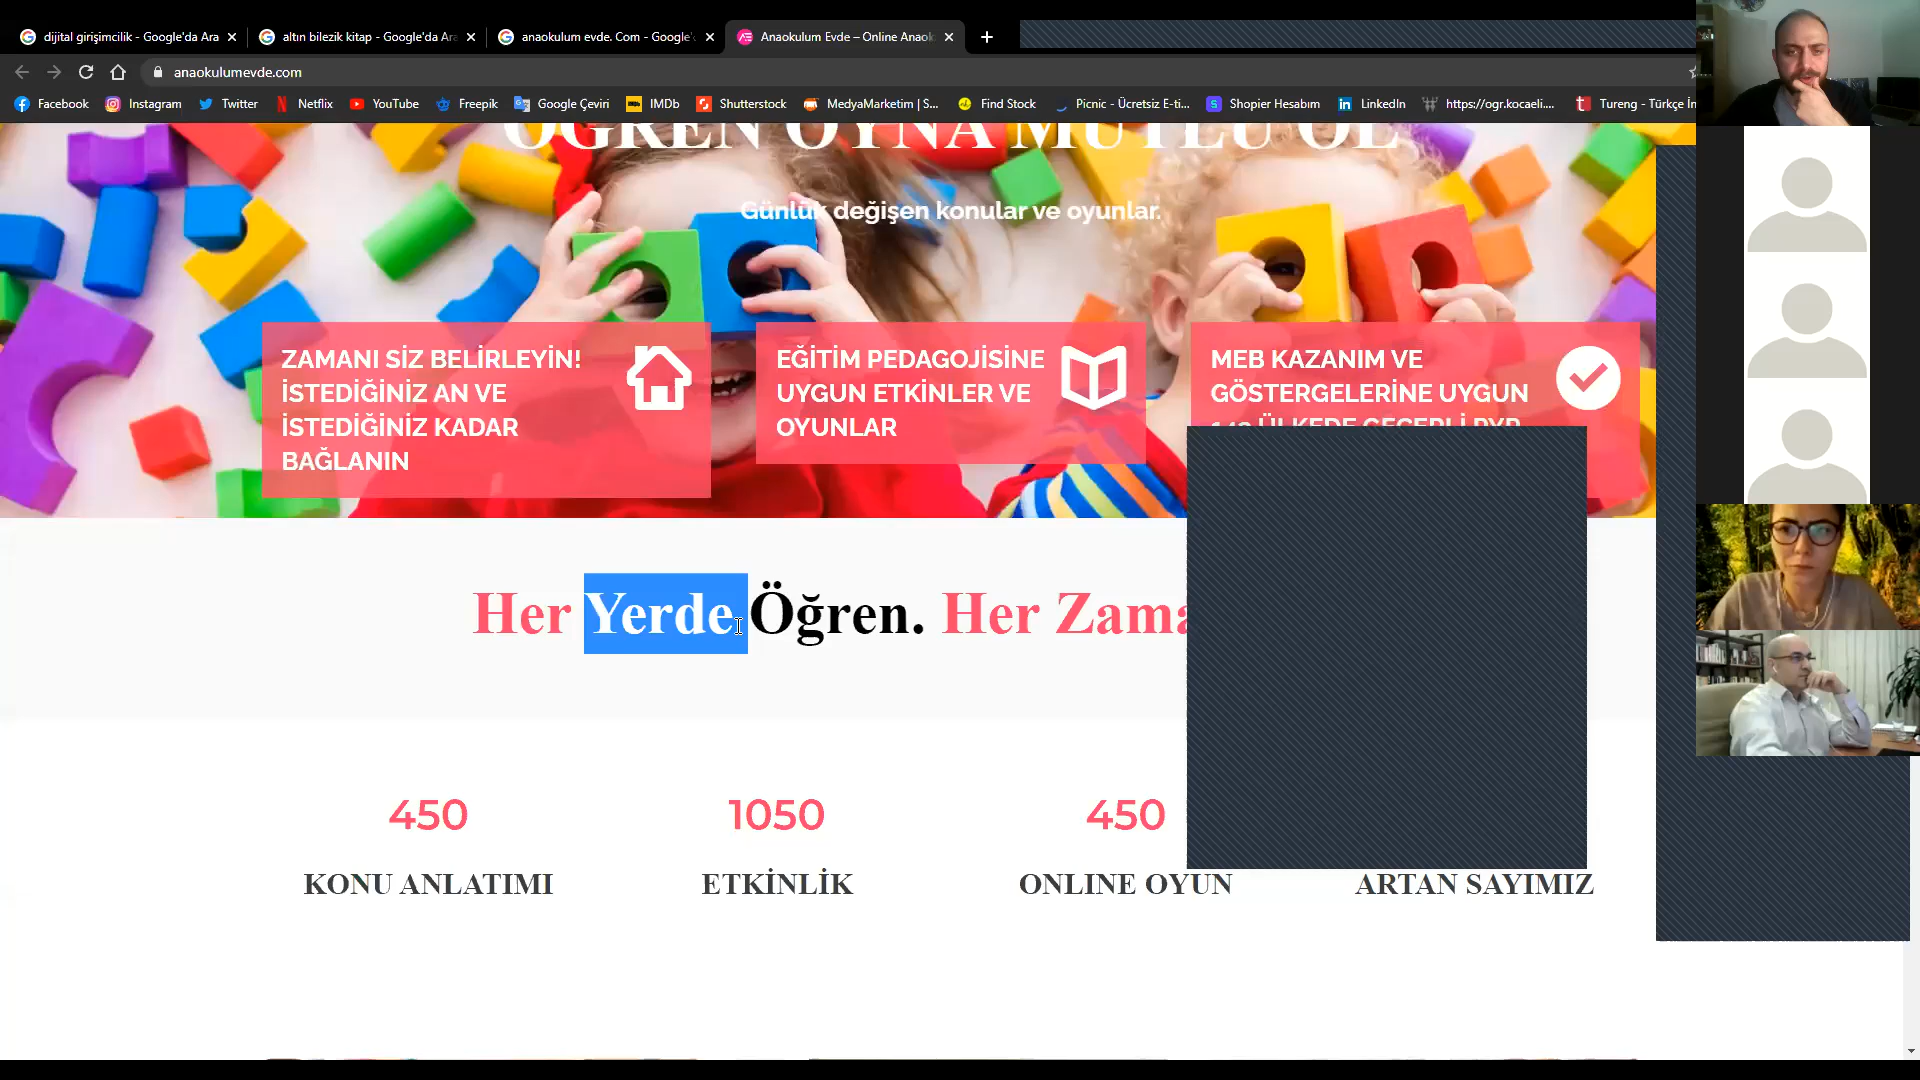 dijital girişimcilik - Google'da Ara
altın bilezik kitap - Google'da Ara
anaokulum evde. Com - Google'
Anaokulum Evde – Online Anaok
anaokulumevde.com
Facebook
Instagram
Twitter
Netflix
YouTube
Freepik
Google Çeviri
IMDb
Shutterstock
MedyaMarketim | S...
Find Stock
Picnic - Ücretsiz E-ti...
Shopier Hesabım
LinkedIn
https://ogr.kocaeli....
Tureng - Türkçe İn
ÖĞREN OYNA MUTLU OL
Günlük değişen konular ve oyunlar.
ZAMANI SİZ BELİRLEYİN!
İSTEDİĞİNİZ AN VE
İSTEDİĞİNİZ KADAR
BAĞLANIN
EĞİTİM PEDAGOJİSİNE
UYGUN ETKİNLER VE
OYUNLAR
MEB KAZANIM VE
GÖSTERGELERİNE UYGUN
Her Yerde Öğren. Her Zama
450
KONU ANLATIMI
1050
ETKİNLİK
450
ONLINE OYUN
ARTAN SAYIMIZ